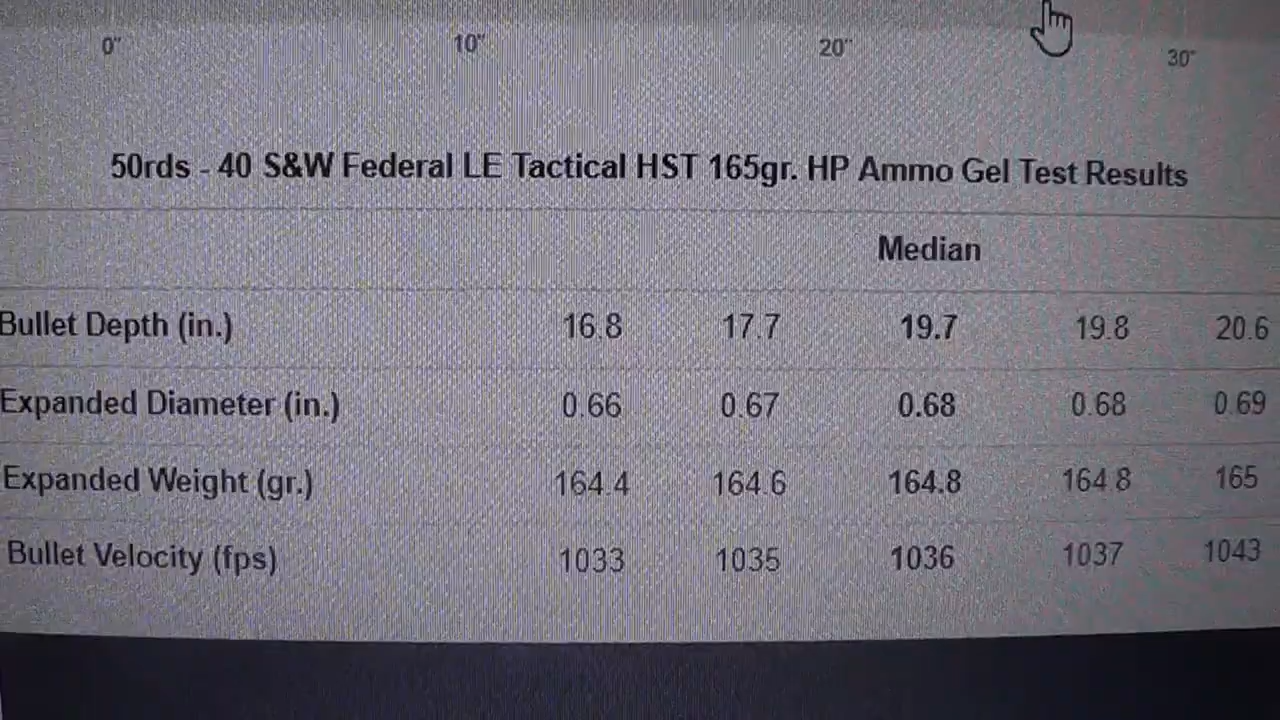 0" 10" 20" 30"
50rds - 40 S&W Federal LE Tactical HST 165gr. HP Ammo Gel Test Results
Median
Bullet Depth (in.) 16.8 17.7 19.7 19.8 20.6
Expanded Diameter (in.) 0.66 0.67 0.68 0.68 0.69
Expanded Weight (gr.) 164.4 164.6 164.8 164.8 165
Bullet Velocity (fps) 1033 1035 1036 1037 1043